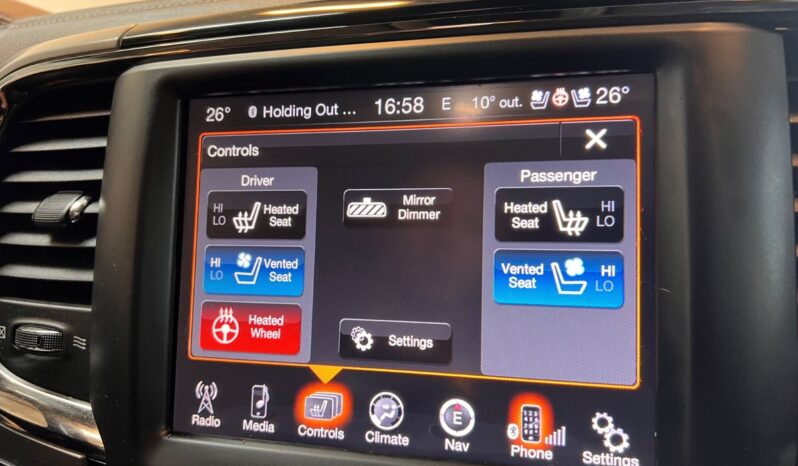 26° Holding Out ... 16:58 E 10° out. 26°
Controls
Driver
HI
LO
Heated
Seat
HI
LO
Vented
Seat
Heated
Wheel
Mirror
Dimmer
Settings
Passenger
Heated
Seat
HI
LO
Vented
Seat
HI
LO
Radio
Media
Controls
Climate
E
Nav
Phone
Settings